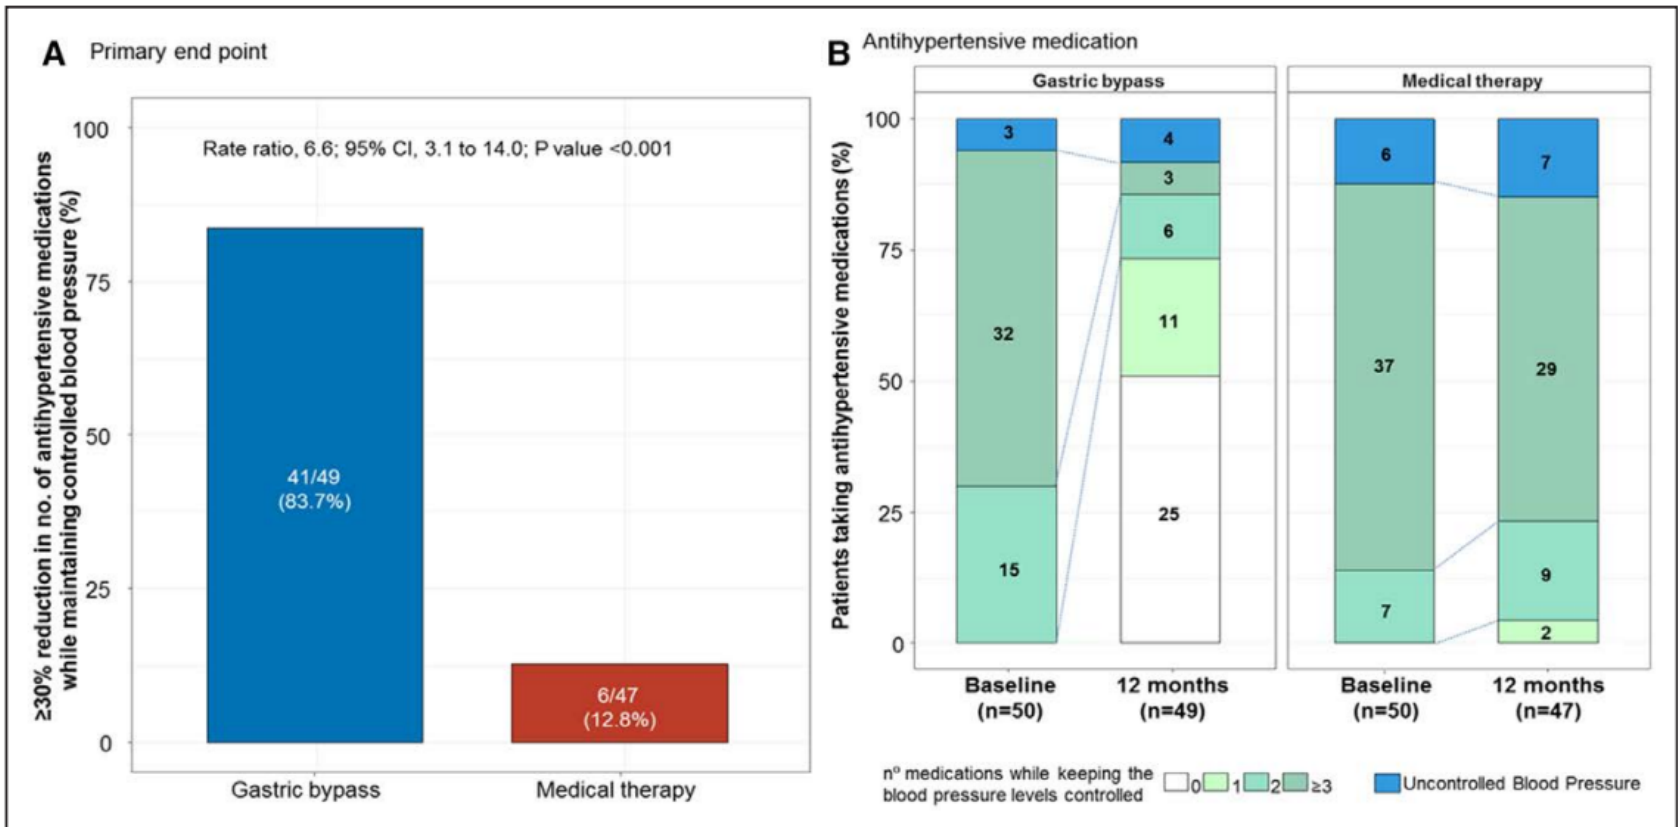 A Primary end point
≥30% reduction in no. of antihypertensive medications
while maintaining controlled blood pressure (%)
100
75
50
25
0
Rate ratio, 6.6; 95% CI, 3.1 to 14.0; P value <0.001
41/49
(83.7%)
6/47
(12.8%)
Gastric bypass
Medical therapy
B Antihypertensive medication
Patients taking antihypertensive medications (%)
100
75
50
25
0
Gastric bypass
3
32
15
4
3
6
11
25
Baseline
(n=50)
12 months
(n=49)
Medical therapy
6
37
7
7
29
9
2
Baseline
(n=50)
12 months
(n=47)
nº medications while keeping the
blood pressure levels controlled
0 1 2 ≥3
Uncontrolled Blood Pressure